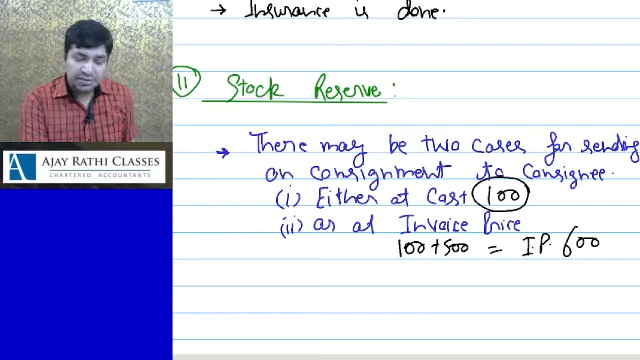 → Insurance is done.
11 Stock Reserve :
→ There may be two cases for sending
on consignment to consignee.
(i) Either at Cost 100
(ii) as at Invoice Price
100 + 500 = I.P. 600
A AJAY RATHI CLASSES
CHARTERED ACCOUNTANTS